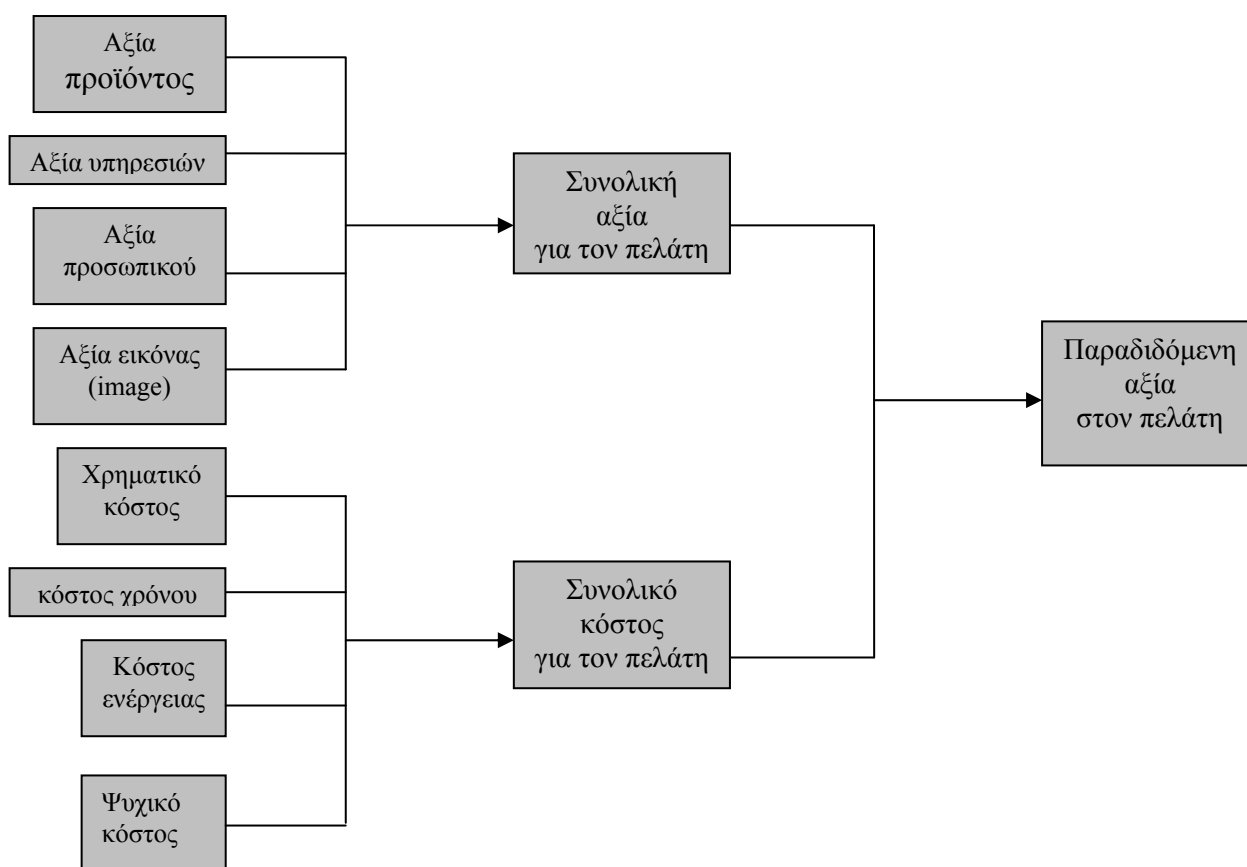 Αξία
προϊόντος
Αξία υπηρεσιών
Αξία
προσωπικού
Αξία εικόνας
(image)
Χρηματικό
κόστος
κόστος χρόνου
Κόστος
ενέργειας
Ψυχικό
κόστος
Συνολική
αξία
για τον πελάτη
Συνολικό
κόστος
για τον πελάτη
Παραδιδόμενη
αξία
στον πελάτη